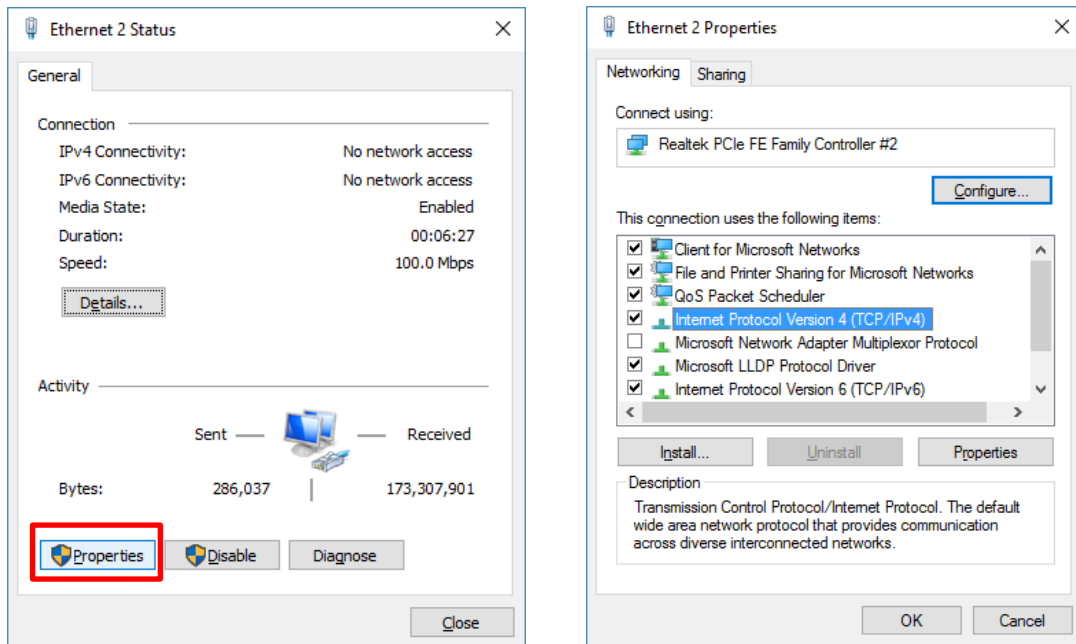 Ethernet 2 Status
General
Connection
IPv4 Connectivity: No network access
IPv6 Connectivity: No network access
Media State: Enabled
Duration: 00:06:27
Speed: 100.0 Mbps
Details...
Activity
Sent Received
Bytes: 286,037 173,307,901
Properties Disable Diagnose
Close
Ethernet 2 Properties
Networking Sharing
Connect using:
Realtek PCIe FE Family Controller #2
Configure...
This connection uses the following items:
Client for Microsoft Networks
File and Printer Sharing for Microsoft Networks
QoS Packet Scheduler
Internet Protocol Version 4 (TCP/IPv4)
Microsoft Network Adapter Multiplexor Protocol
Microsoft LLDP Protocol Driver
Internet Protocol Version 6 (TCP/IPv6)
Install... Uninstall Properties
Description
Transmission Control Protocol/Internet Protocol. The default
wide area network protocol that provides communication
across diverse interconnected networks.
OK Cancel